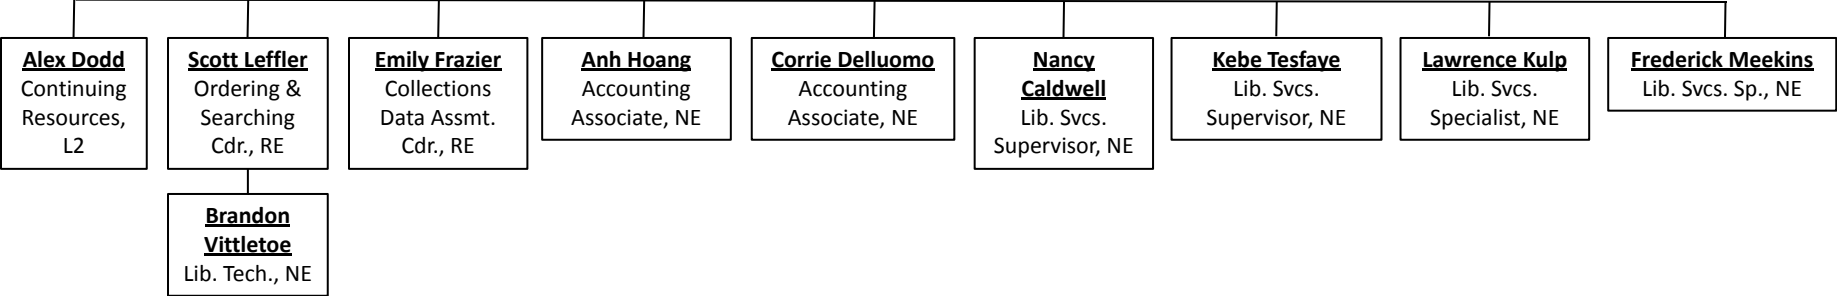 Alex Dodd
Continuing
Resources,
L2
Scott Leffler
Ordering &
Searching
Cdr., RE
Emily Frazier
Collections
Data Assmt.
Cdr., RE
Anh Hoang
Accounting
Associate, NE
Corrie Delluomo
Accounting
Associate, NE
Nancy
Caldwell
Lib. Svcs.
Supervisor, NE
Kebe Tesfaye
Lib. Svcs.
Supervisor, NE
Lawrence Kulp
Lib. Svcs.
Specialist, NE
Frederick Meekins
Lib. Svcs. Sp., NE
Brandon
Vittletoe
Lib. Tech., NE